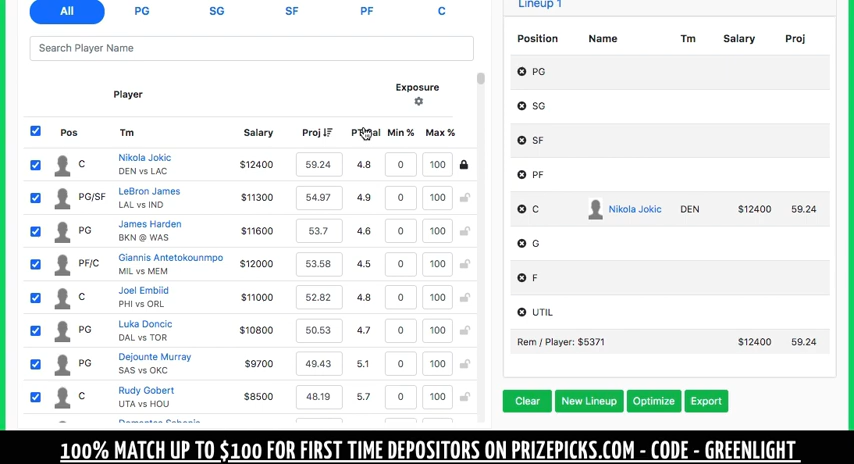 All PG SG SF PF C
Search Player Name
Player Exposure
Pos Tm Salary Proj Min % Max %
C Nikola Jokic $12400 59.24 4.8 0 100
DEN vs LAC
PG/SF LeBron James $11300 54.97 4.9 0 100
LAL vs IND
PG James Harden $11600 53.7 4.6 0 100
BKN @ WAS
PF/C Giannis Antetokounmpo $12000 53.58 4.5 0 100
MIL vs MEM
C Joel Embiid $11000 52.82 4.8 0 100
PHI vs ORL
PG Luka Doncic $10800 50.53 4.7 0 100
DAL vs TOR
PG Dejounte Murray $9700 49.43 5.1 0 100
SAS vs OKC
C Rudy Gobert $8500 48.19 5.7 0 100
UTA vs HOU
Lineup 1
Position Name Tm Salary Proj
PG
SG
SF
PF
C Nikola Jokic DEN $12400 59.24
G
F
UTIL
Rem / Player: $5371 $12400 59.24
Clear New Lineup Optimize Export
100% MATCH UP TO $100 FOR FIRST TIME DEPOSITORS ON PRIZEPICKS.COM - CODE - GREENLIGHT